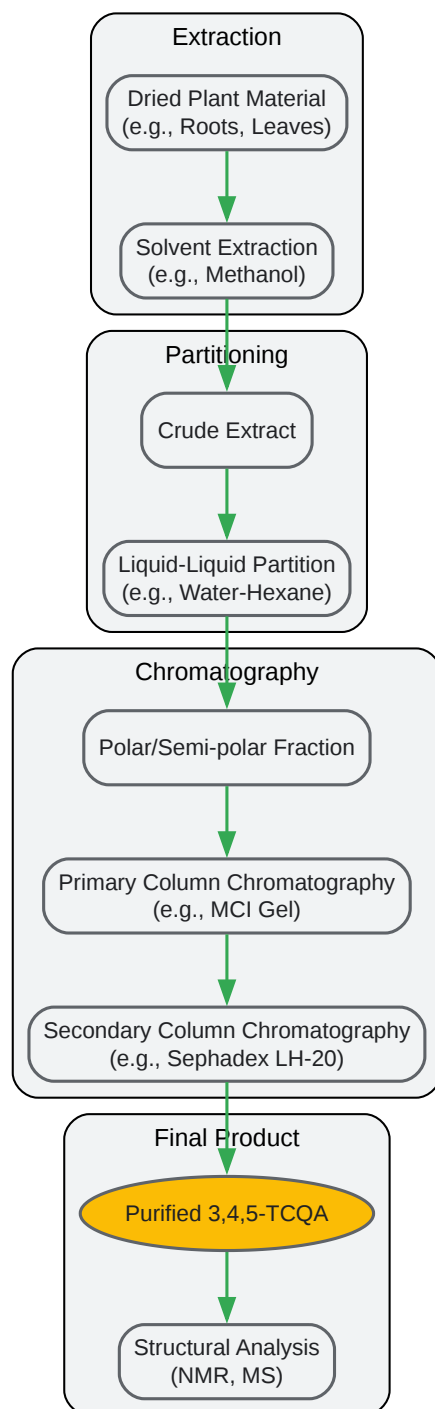 Extraction
Dried Plant Material
(e.g., Roots, Leaves)
Solvent Extraction
(e.g., Methanol)
Partitioning
Crude Extract
Liquid-Liquid Partition
(e.g., Water-Hexane)
Chromatography
Polar/Semi-polar Fraction
Primary Column Chromatography
(e.g., MCI Gel)
Secondary Column Chromatography
(e.g., Sephadex LH-20)
Final Product
Purified 3,4,5-TCQA
Structural Analysis
(NMR, MS)